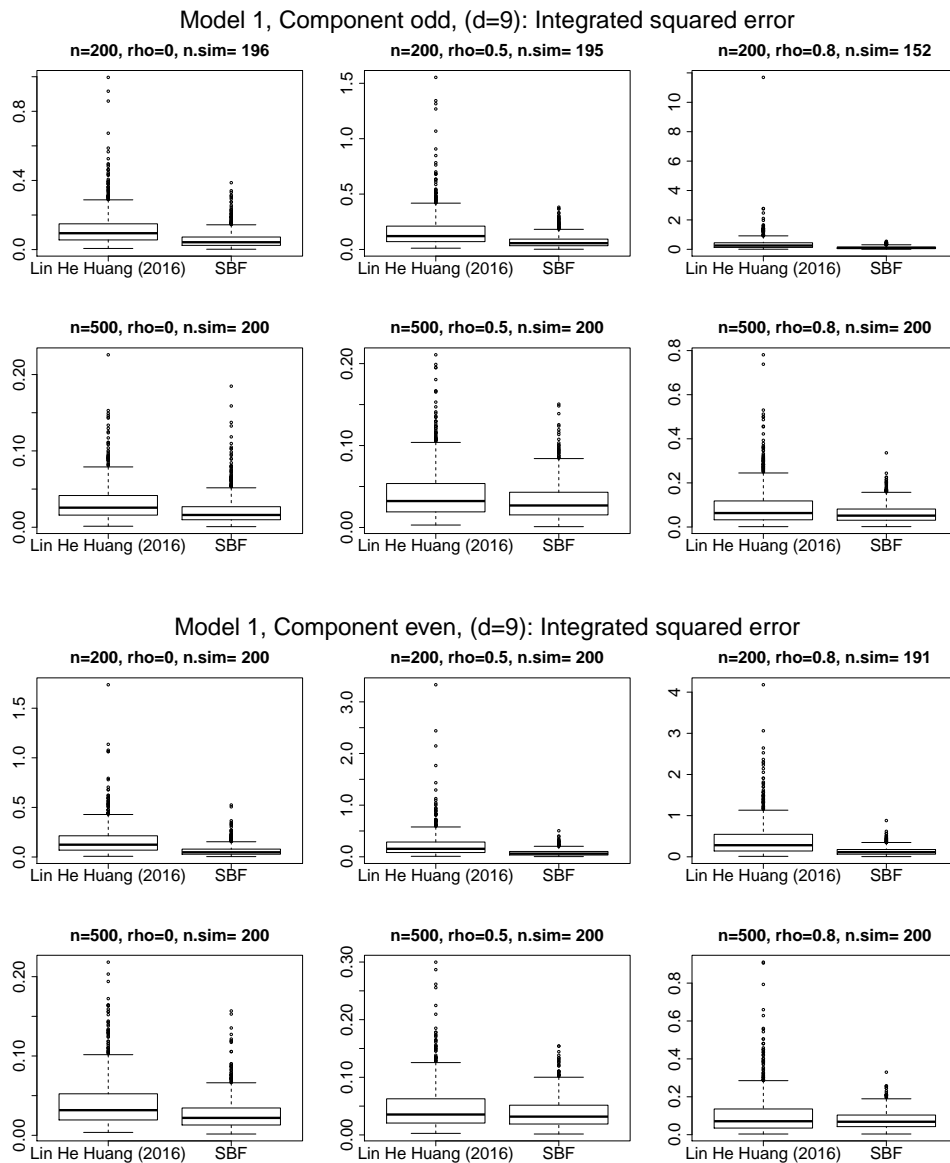 Model 1, Component odd, (d=9): Integrated squared error
n=200, rho=0, n.sim= 196
n=200, rho=0.5, n.sim= 195
n=200, rho=0.8, n.sim= 152
0.0 0.4 0.8
0.0 0.5 1.0 1.5
0 2 4 6 8 10
Lin He Huang (2016) SBF
Lin He Huang (2016) SBF
Lin He Huang (2016) SBF
n=500, rho=0, n.sim= 200
n=500, rho=0.5, n.sim= 200
n=500, rho=0.8, n.sim= 200
0.00 0.10 0.20
0.00 0.10 0.20
0.0 0.2 0.4 0.6 0.8
Lin He Huang (2016) SBF
Lin He Huang (2016) SBF
Lin He Huang (2016) SBF
Model 1, Component even, (d=9): Integrated squared error
n=200, rho=0, n.sim= 200
n=200, rho=0.5, n.sim= 200
n=200, rho=0.8, n.sim= 191
0.0 0.5 1.0 1.5
0.0 1.0 2.0 3.0
0 1 2 3 4
Lin He Huang (2016) SBF
Lin He Huang (2016) SBF
Lin He Huang (2016) SBF
n=500, rho=0, n.sim= 200
n=500, rho=0.5, n.sim= 200
n=500, rho=0.8, n.sim= 200
0.00 0.10 0.20
0.00 0.10 0.20 0.30
0.0 0.2 0.4 0.6 0.8
Lin He Huang (2016) SBF
Lin He Huang (2016) SBF
Lin He Huang (2016) SBF